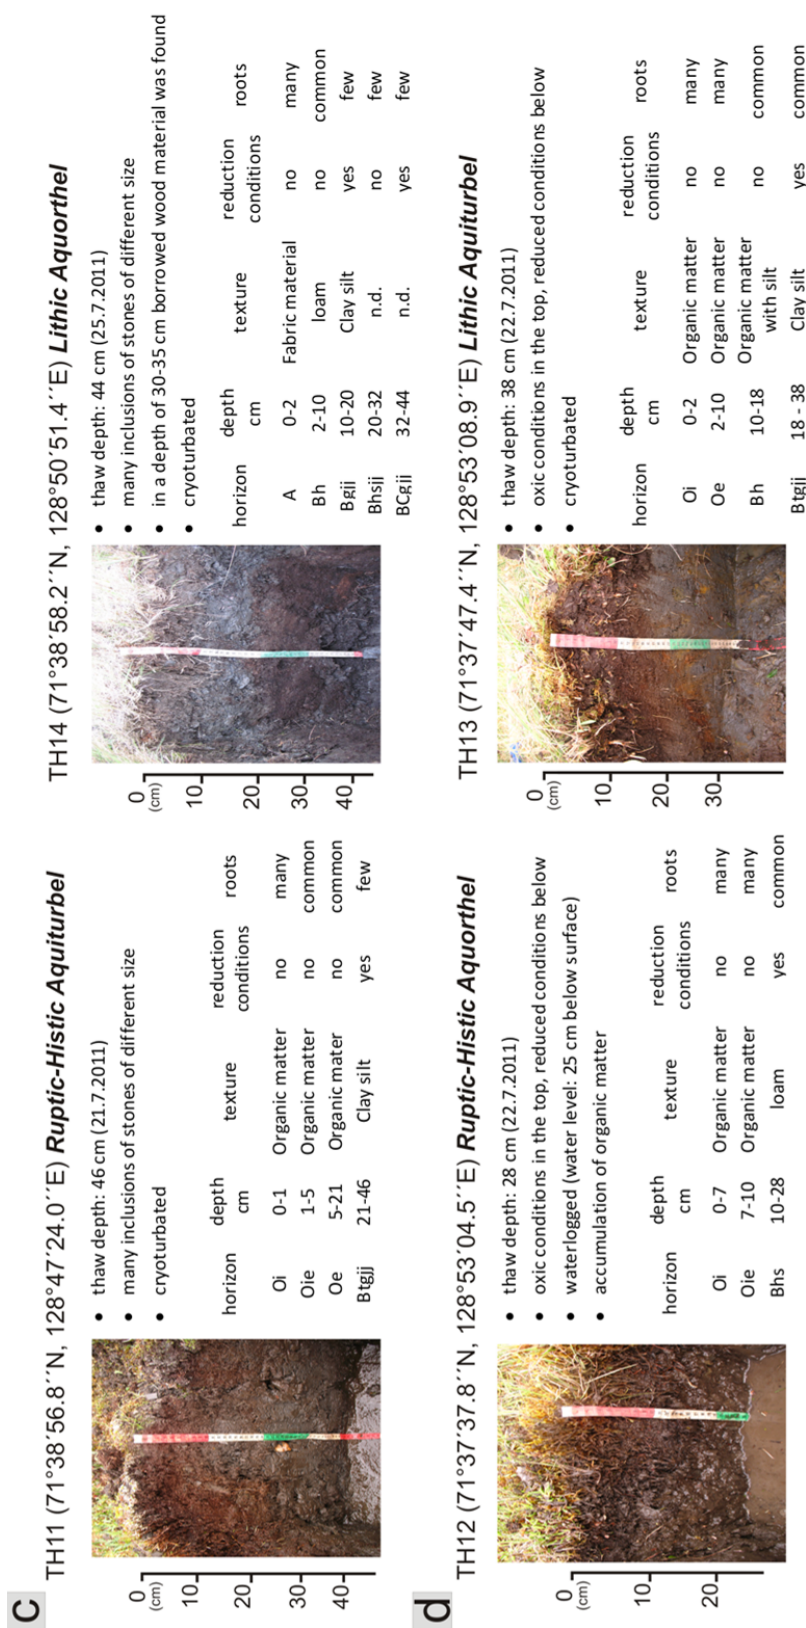 c
TH11 (71°38´56.8´´N, 128°47´24.0´´E) Ruptic-Histic Aquiturbel
• thaw depth: 46 cm (21.7.2011)
• many inclusions of stones of different size
• cryoturbated
horizon depth cm texture reduction conditions roots
Oi 0-1 Organic matter no many
Oie 1-5 Organic matter no common
Oe 5-21 Organic mater no common
Btgjj 21-46 Clay silt yes few
0
(cm)
10
20
30
40
TH14 (71°38´58.2´´N, 128°50´51.4´´E) Lithic Aquorthel
• thaw depth: 44 cm (25.7.2011)
• many inclusions of stones of different size
• in a depth of 30-35 cm borrowed wood material was found
• cryoturbated
horizon depth cm texture reduction conditions roots
A 0-2 Fabric material no many
Bh 2-10 loam no common
Bgjj 10-20 Clay silt yes few
Bhsjj 20-32 n.d. no few
BCgjj 32-44 n.d. yes few
0
(cm)
10
20
30
40
d
TH12 (71°37´37.8´´N, 128°53´04.5´´E) Ruptic-Histic Aquorthel
• thaw depth: 28 cm (22.7.2011)
• oxic conditions in the top, reduced conditions below
• waterlogged (water level: 25 cm below surface)
• accumulation of organic matter
horizon depth cm texture reduction conditions roots
Oi 0-7 Organic matter no many
Oie 7-10 Organic matter no many
Bhs 10-28 loam yes common
0
(cm)
10
20
TH13 (71°37´47.4´´N, 128°53´08.9´´E) Lithic Aquiturbel
• thaw depth: 38 cm (22.7.2011)
• oxic conditions in the top, reduced conditions below
• cryoturbated
horizon depth cm texture reduction conditions roots
Oi 0-2 Organic matter no many
Oe 2-10 Organic matter no many
Bh 10-18 Organic matter with silt no common
Btgjj 18 - 38 Clay silt yes common
0
(cm)
10
20
30